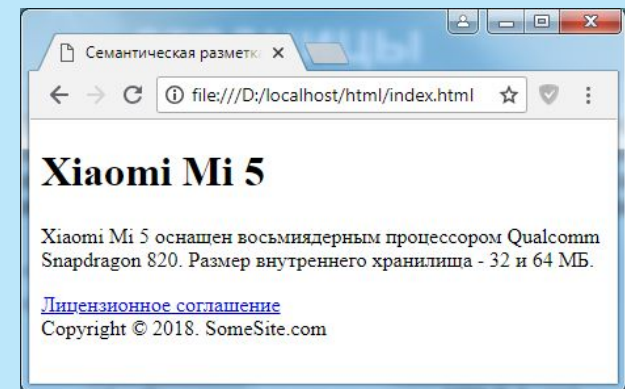 Семантическая разметк
file:///D:/localhost/html/index.html
Xiaomi Mi 5
Xiaomi Mi 5 оснащен восьмиядерным процессором Qualcomm
Snapdragon 820. Размер внутреннего хранилища - 32 и 64 МБ.
Лицензионное соглашение
Copyright © 2018. SomeSite.com